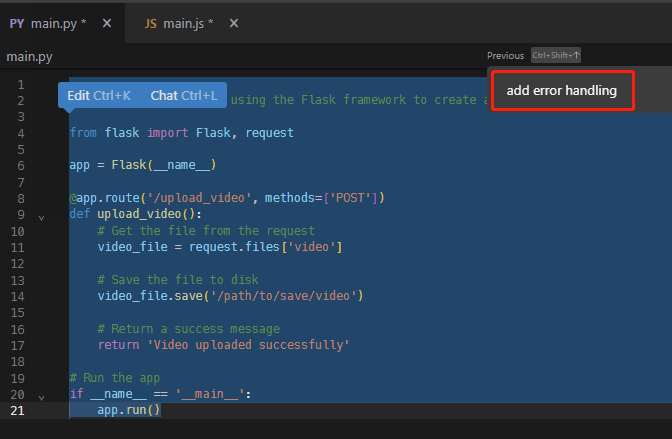 PY main.py * ×
JS main.js * ×
main.py
Previous Ctrl+Shift+↑
add error handling
Edit Ctrl+K Chat Ctrl+L
1
2 using the Flask framework to create a
3
4 from flask import Flask, request
5
6 app = Flask(__name__)
7
8 @app.route('/upload_video', methods=['POST'])
9 def upload_video():
10 # Get the file from the request
11 video_file = request.files['video']
12
13 # Save the file to disk
14 video_file.save('/path/to/save/video')
15
16 # Return a success message
17 return 'Video uploaded successfully'
18
19 # Run the app
20 if __name__ == '__main__':
21 app.run()